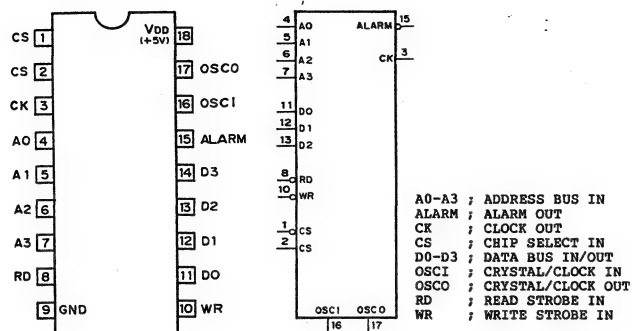 CS 1
VDD
(+5V)
18
CS 2
17 OSCO
CK 3
16 OSCI
A0 4
15 ALARM
A1 5
14 D3
A2 6
13 D2
A3 7
12 D1
RD 8
11 D0
9 GND
10 WR
4 A0
ALARM 15
5 A1
6 A2
CK 3
7 A3
11 D0
12 D1
13 D2
8 RD
10 WR
1 CS
2 CS
OSCI OSCO
16 17
A0-A3 ; ADDRESS BUS IN
ALARM ; ALARM OUT
CK ; CLOCK OUT
CS ; CHIP SELECT IN
D0-D3 ; DATA BUS IN/OUT
OSCI ; CRYSTAL/CLOCK IN
OSCO ; CRYSTAL/CLOCK OUT
RD ; READ STROBE IN
WR ; WRITE STROBE IN